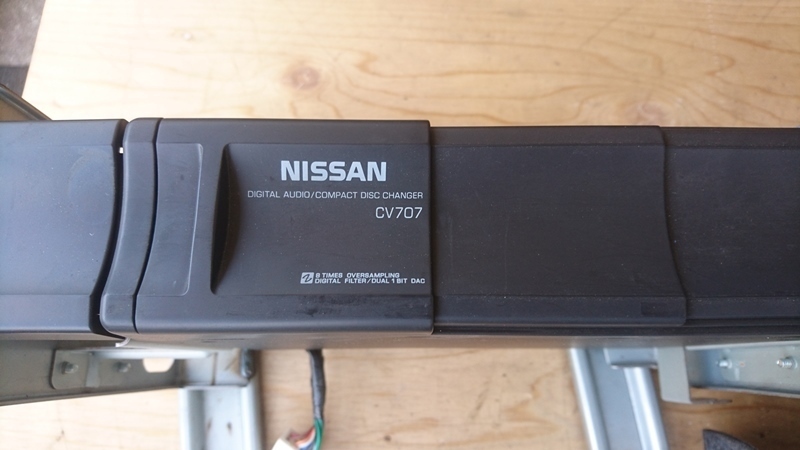 NISSAN
DIGITAL AUDIO/COMPACT DISC CHANGER
CV707
8 TIMES OVERSAMPLING
DIGITAL FILTER/DUAL 1 BIT DAC